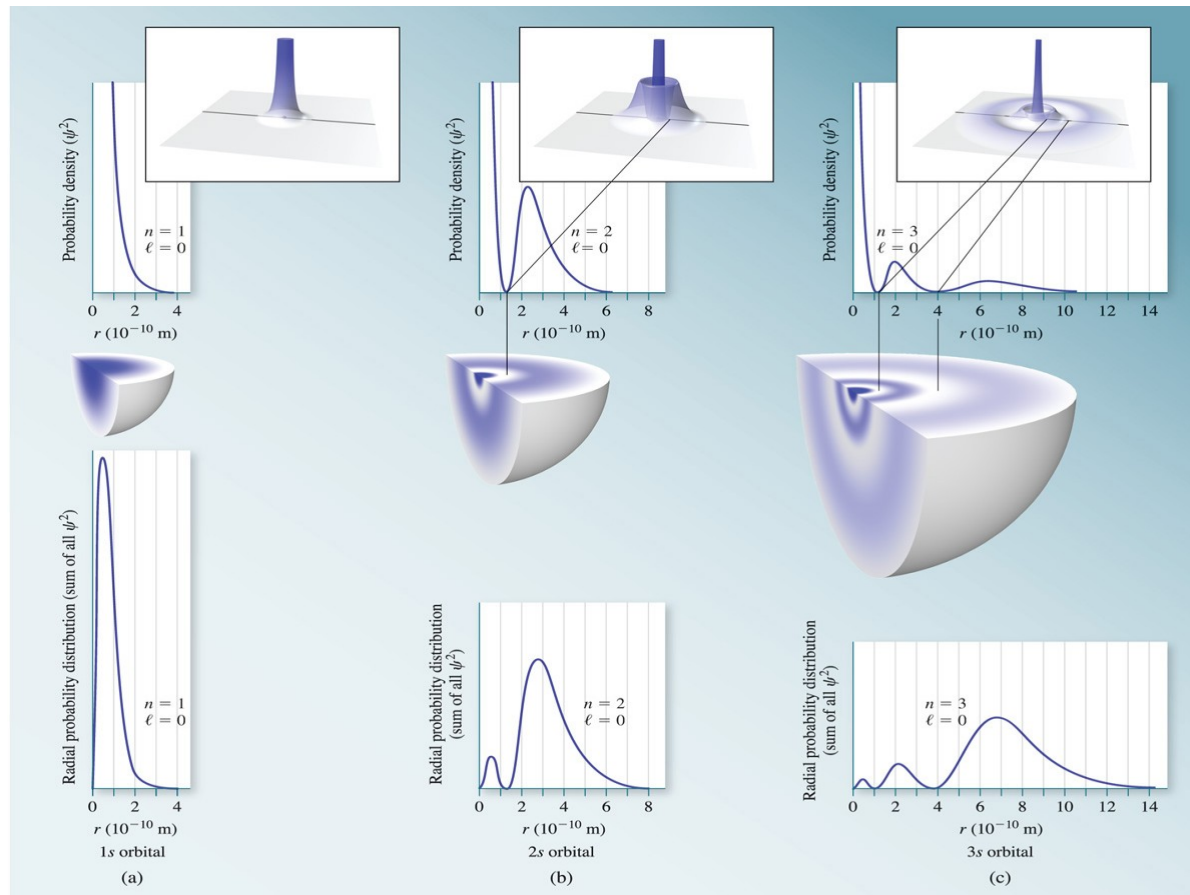 Probability density (ψ²)
n = 1
ℓ = 0
0 2 4
r (10⁻¹⁰ m)
Probability density (ψ²)
n = 2
ℓ = 0
0 2 4 6 8
r (10⁻¹⁰ m)
Probability density (ψ²)
n = 3
ℓ = 0
0 2 4 6 8 10 12 14
r (10⁻¹⁰ m)
Radial probability distribution (sum of all ψ²)
n = 1
ℓ = 0
0 2 4
r (10⁻¹⁰ m)
1s orbital
(a)
Radial probability distribution
(sum of all ψ²)
n = 2
ℓ = 0
0 2 4 6 8
r (10⁻¹⁰ m)
2s orbital
(b)
Radial probability distribution
(sum of all ψ²)
n = 3
ℓ = 0
0 2 4 6 8 10 12 14
r (10⁻¹⁰ m)
3s orbital
(c)